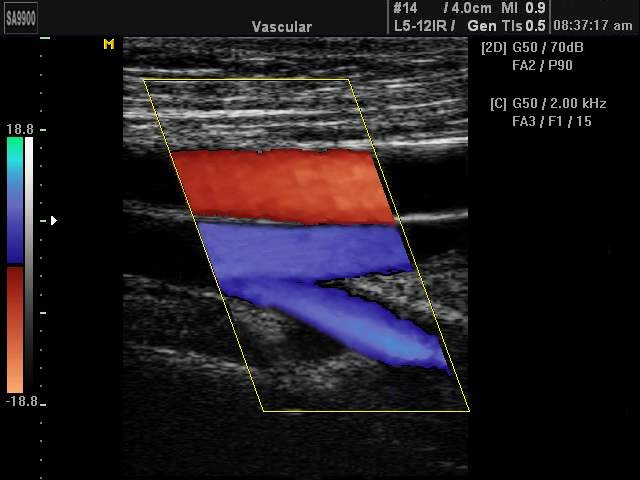 SA9900
Vascular
#14 / 4.0cm MI 0.9
L5-12IR / Gen TIs 0.5
08:37:17 am
M
[2D] G50 / 70dB
FA2 / P90
[C] G50 / 2.00 kHz
FA3 / F1 / 15
18.8
-18.8